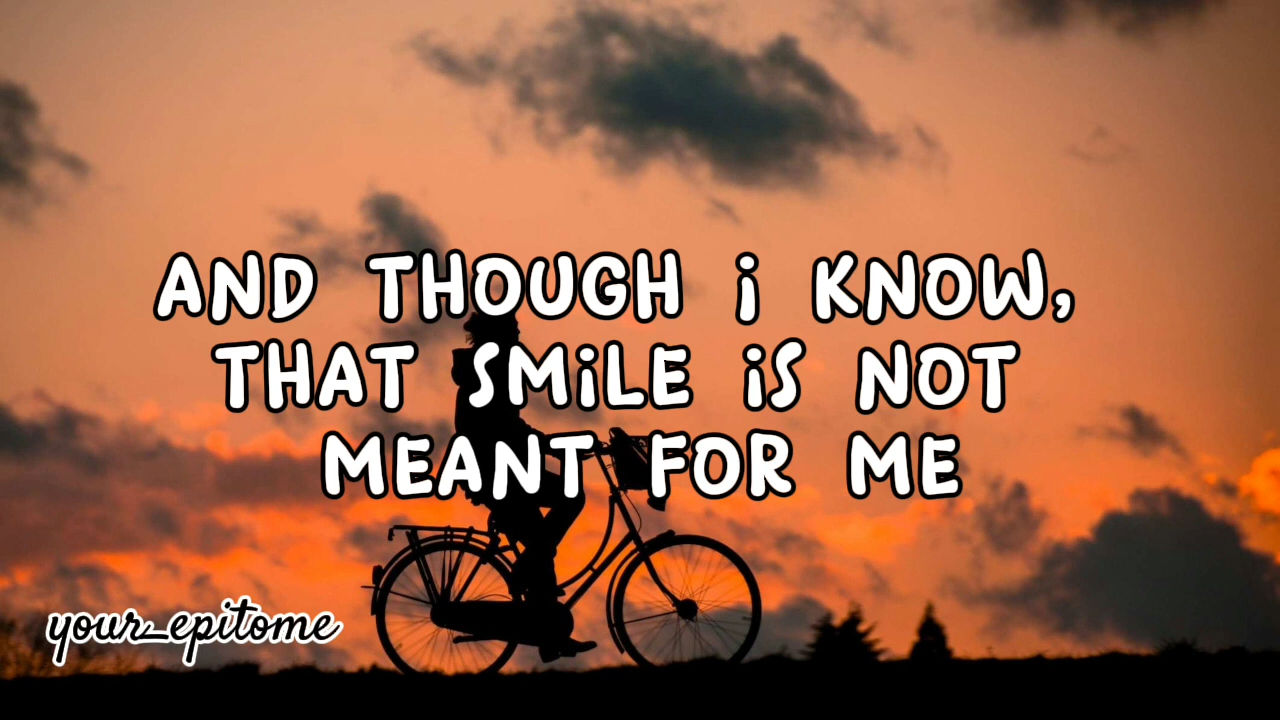 AND THOUGH i KNOW,
THAT SMiLE iS NOT
MEANT FOR ME
your_epitome